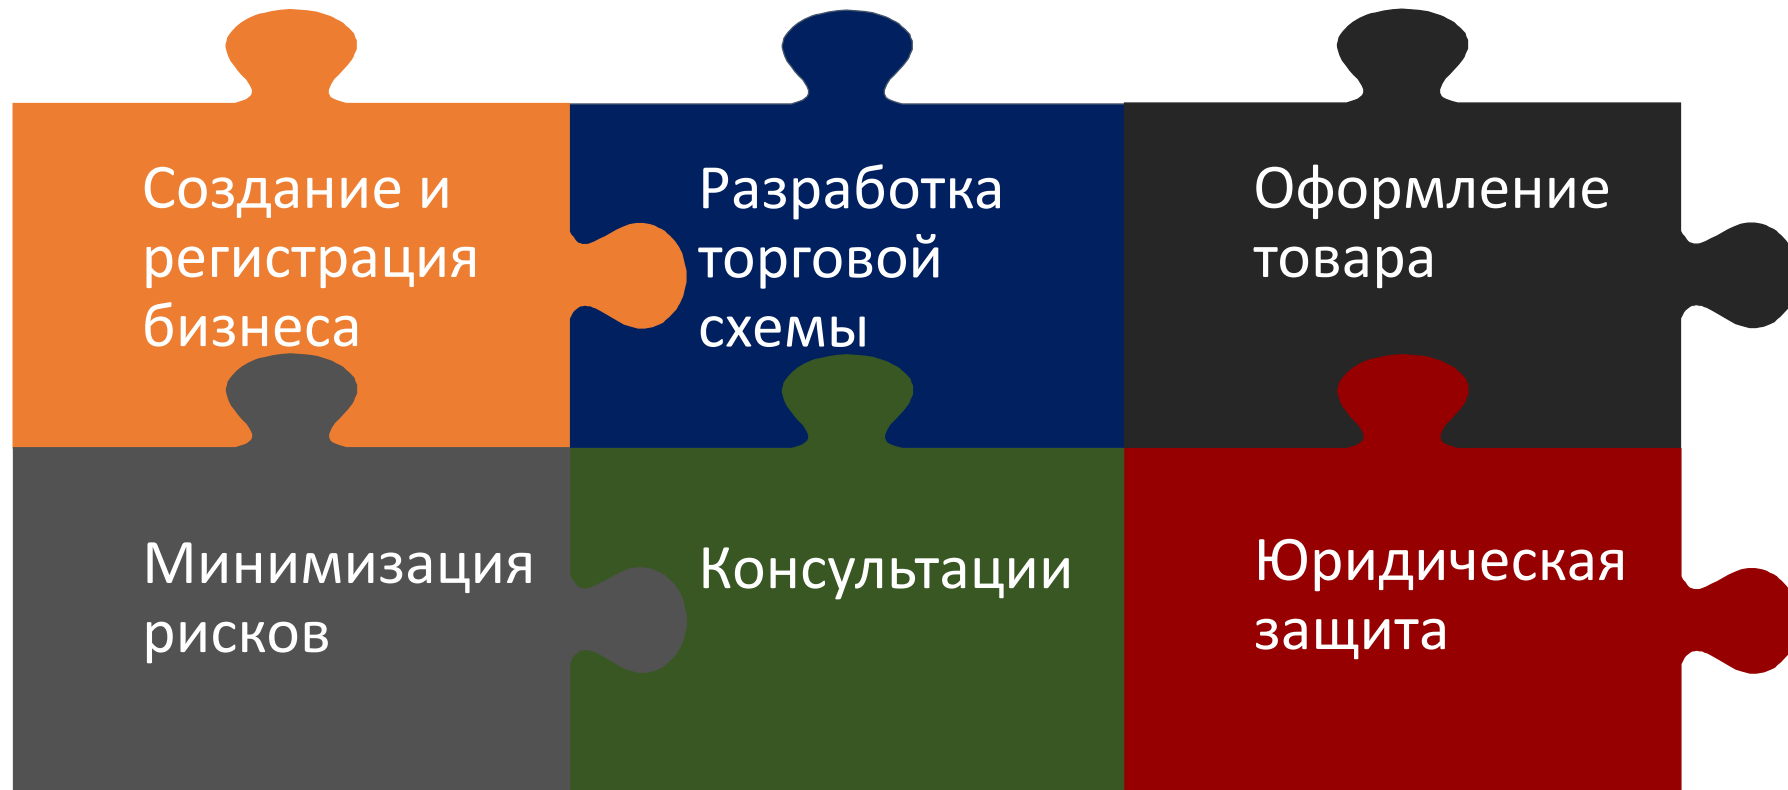 Создание и
регистрация
бизнеса
Разработка
торговой
схемы
Оформление
товара
Минимизация
рисков
Консультации
Юридическая
защита